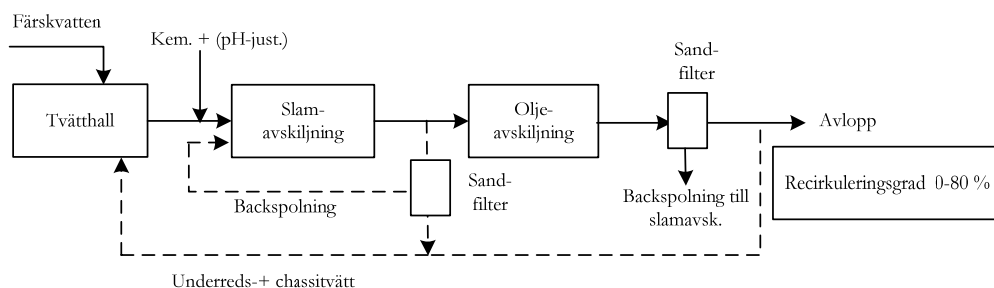 Färskvatten
Kem. + (pH-just.)
Tvätthall
Slam-
avskiljning
Olje-
avskiljning
Sand-
filter
Avlopp
Recirkuleringsgrad 0-80 %
Sand-
filter
Backspolning
Backspolning till
slamavsk.
Underreds-+ chassitvätt